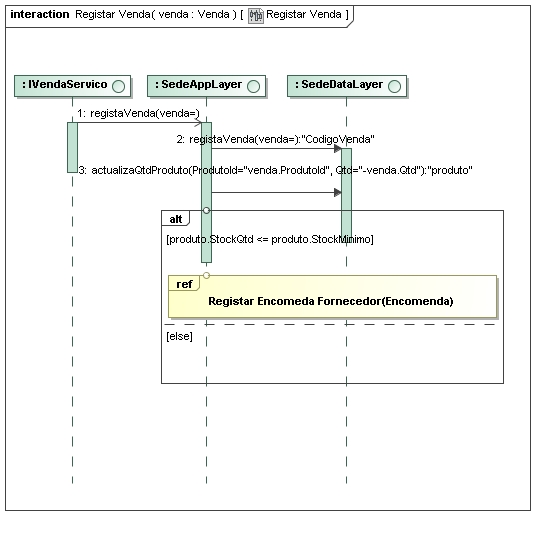 interaction Registar Venda( venda : Venda ) [ Registar Venda ]
: IVendaServico
: SedeAppLayer
: SedeDataLayer
1: registaVenda(venda=)
2: registaVenda(venda=):"CodigoVenda"
3: actualizaQtdProduto(ProdutoId="venda.ProdutoId", Qtd="-venda.Qtd"):"produto"
alt
[produto.StockQtd <= produto.StockMinimo]
ref
Registar Encomeda Fornecedor(Encomenda)
[else]